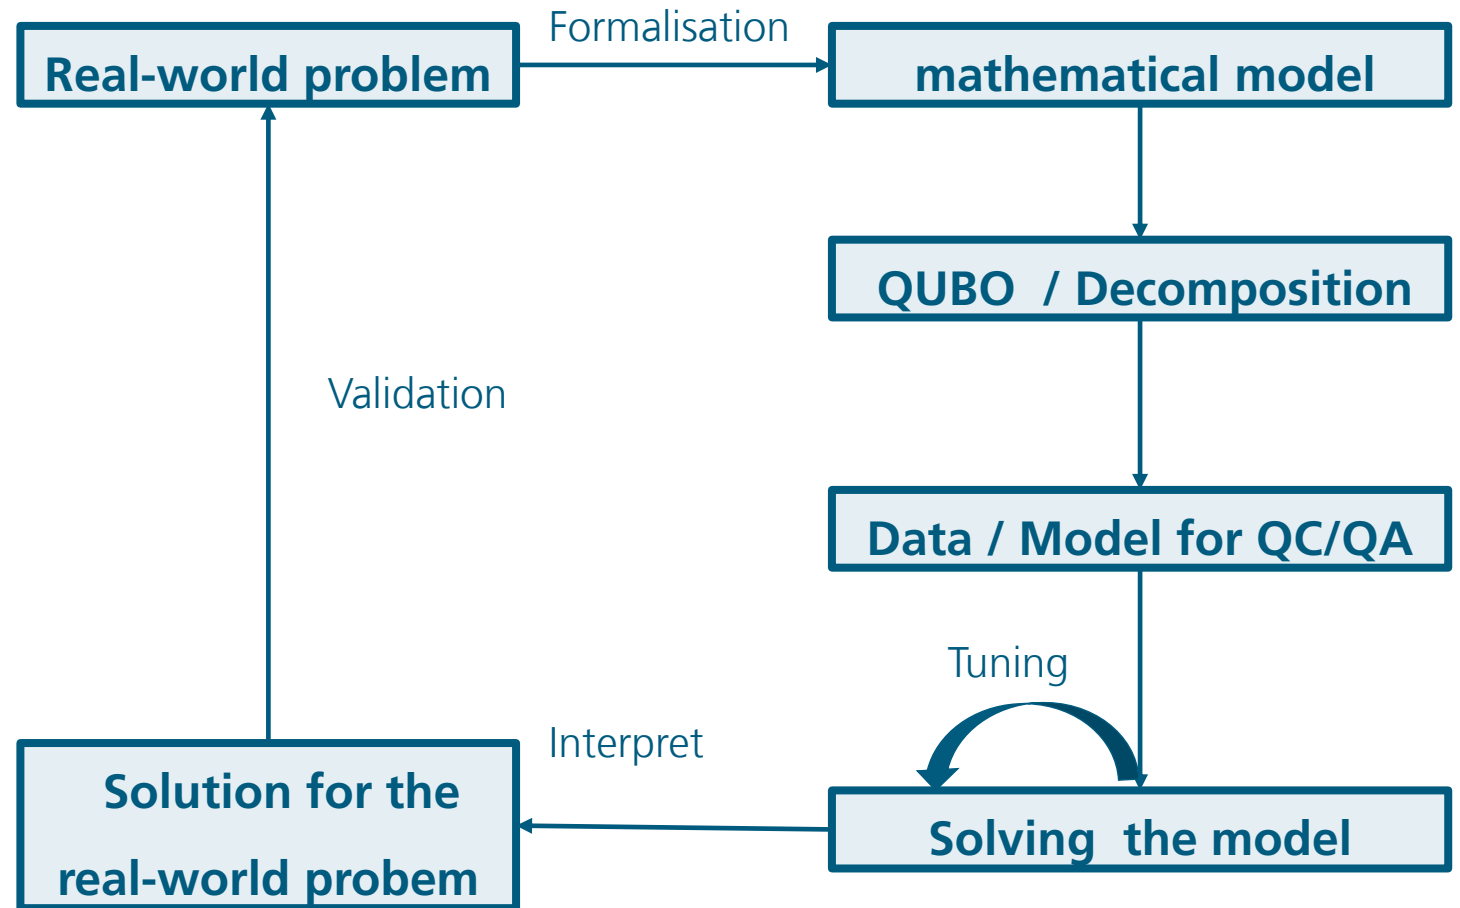 Formalisation
Real-world problem
mathematical model
QUBO / Decomposition
Validation
Data / Model for QC/QA
Tuning
Interpret
Solution for the
real-world probem
Solving the model